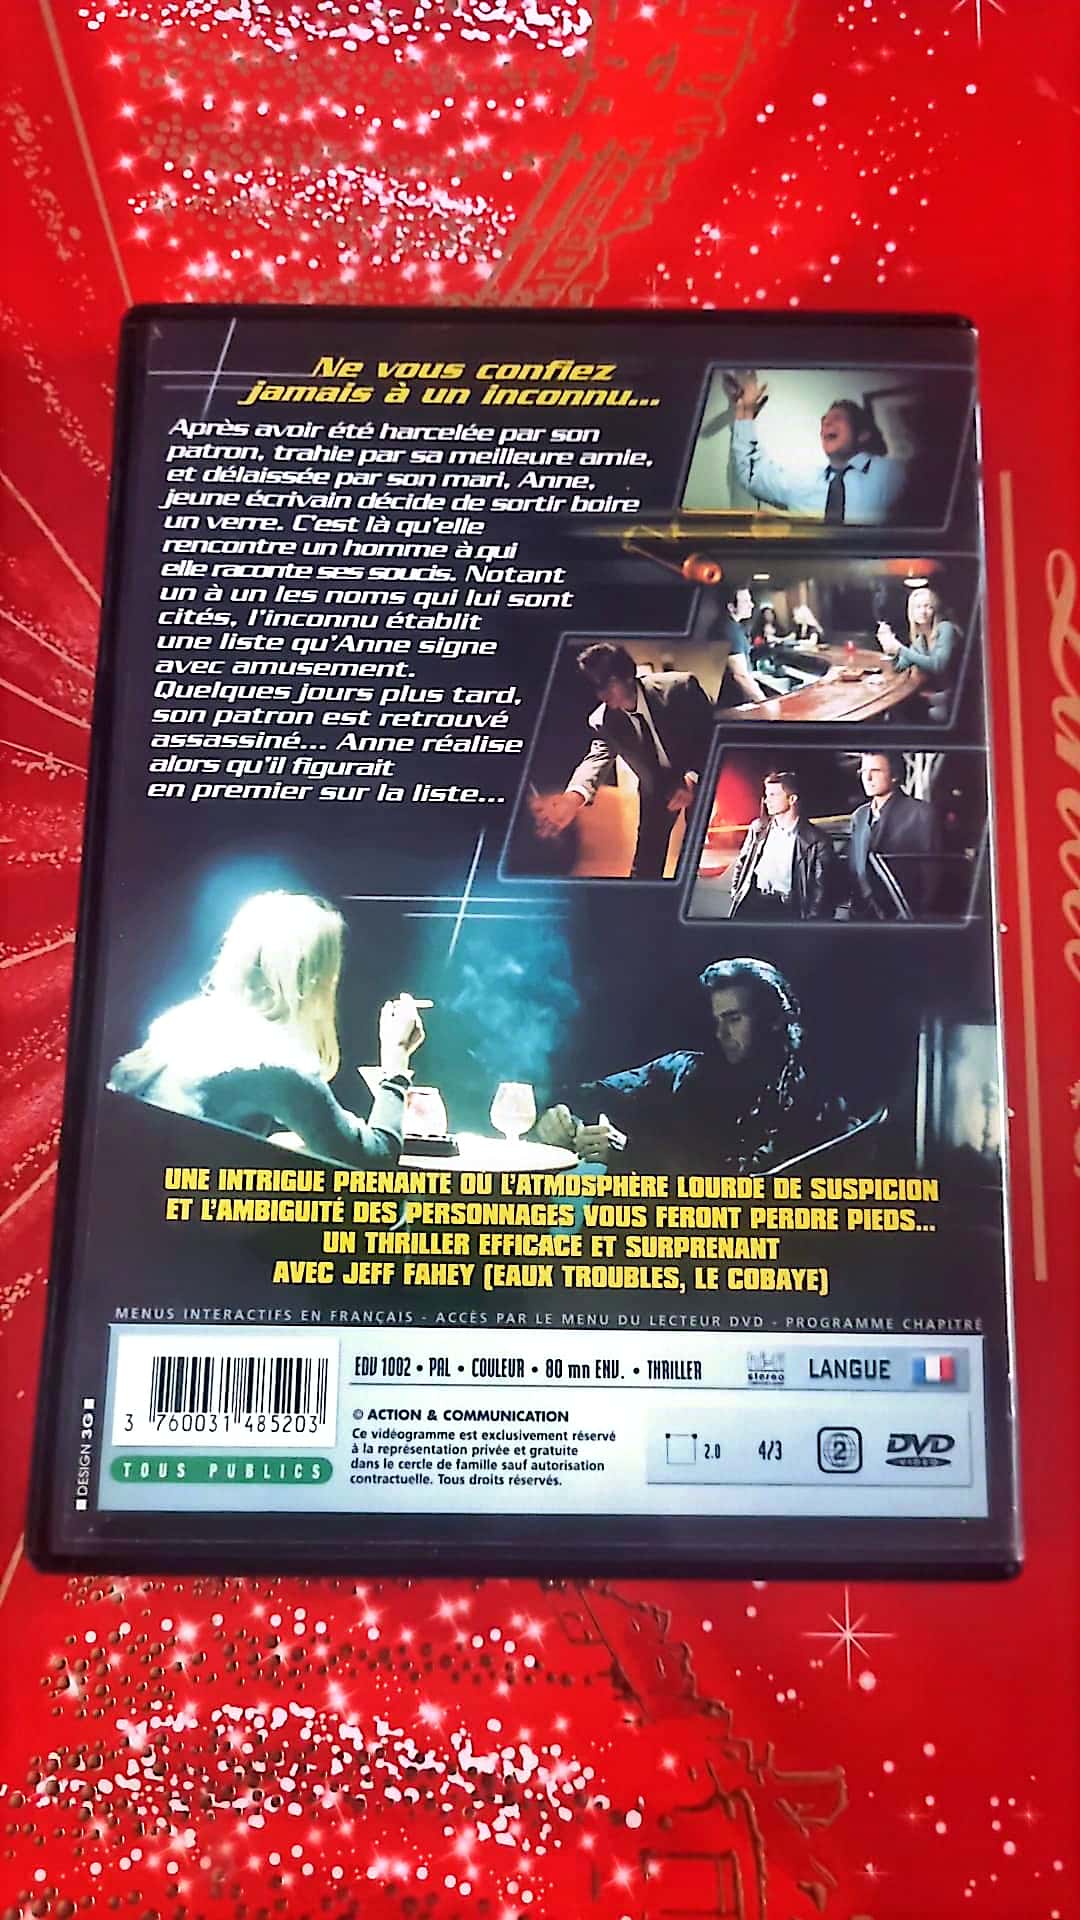 Ne vous confiez
jamais à un inconnu...
Après avoir été harcelée par son
patron, trahie par sa meilleure amie,
et délaissée par son mari, Anne,
jeune écrivain décide de sortir boire
un verre. C'est là qu'elle
rencontre un homme à qui
elle raconte ses soucis. Notant
un à un les noms qui lui sont
cités, l'inconnu établit
une liste qu'Anne signe
avec amusement.
Quelques jours plus tard,
son patron est retrouvé
assassiné... Anne réalise
alors qu'il figurait
en premier sur la liste...
UNE INTRIGUE PRENANTE OU L'ATMOSPHÈRE LOURDE DE SUSPICION
ET L'AMBIGUITÉ DES PERSONNAGES VOUS FERONT PERDRE PIEDS...
UN THRILLER EFFICACE ET SURPRENANT
AVEC JEFF FAHEY (EAUX TROUBLES, LE COBAYE)
MENUS INTERACTIFS EN FRANÇAIS - ACCÈS PAR LE MENU DU LECTEUR DVD - PROGRAMME CHAPITRÉ
EDV 1002 • PAL • COULEUR • 80 mn ENV. • THRILLER
stereo
LANGUE
3 760031 485203
TOUS PUBLICS
© ACTION & COMMUNICATION
Ce vidéogramme est exclusivement réservé
à la représentation privée et gratuite
dans le cercle de famille sauf autorisation
contractuelle. Tous droits réservés.
2.0 4/3 2 DVD
VIDEO
DESIGN 3G